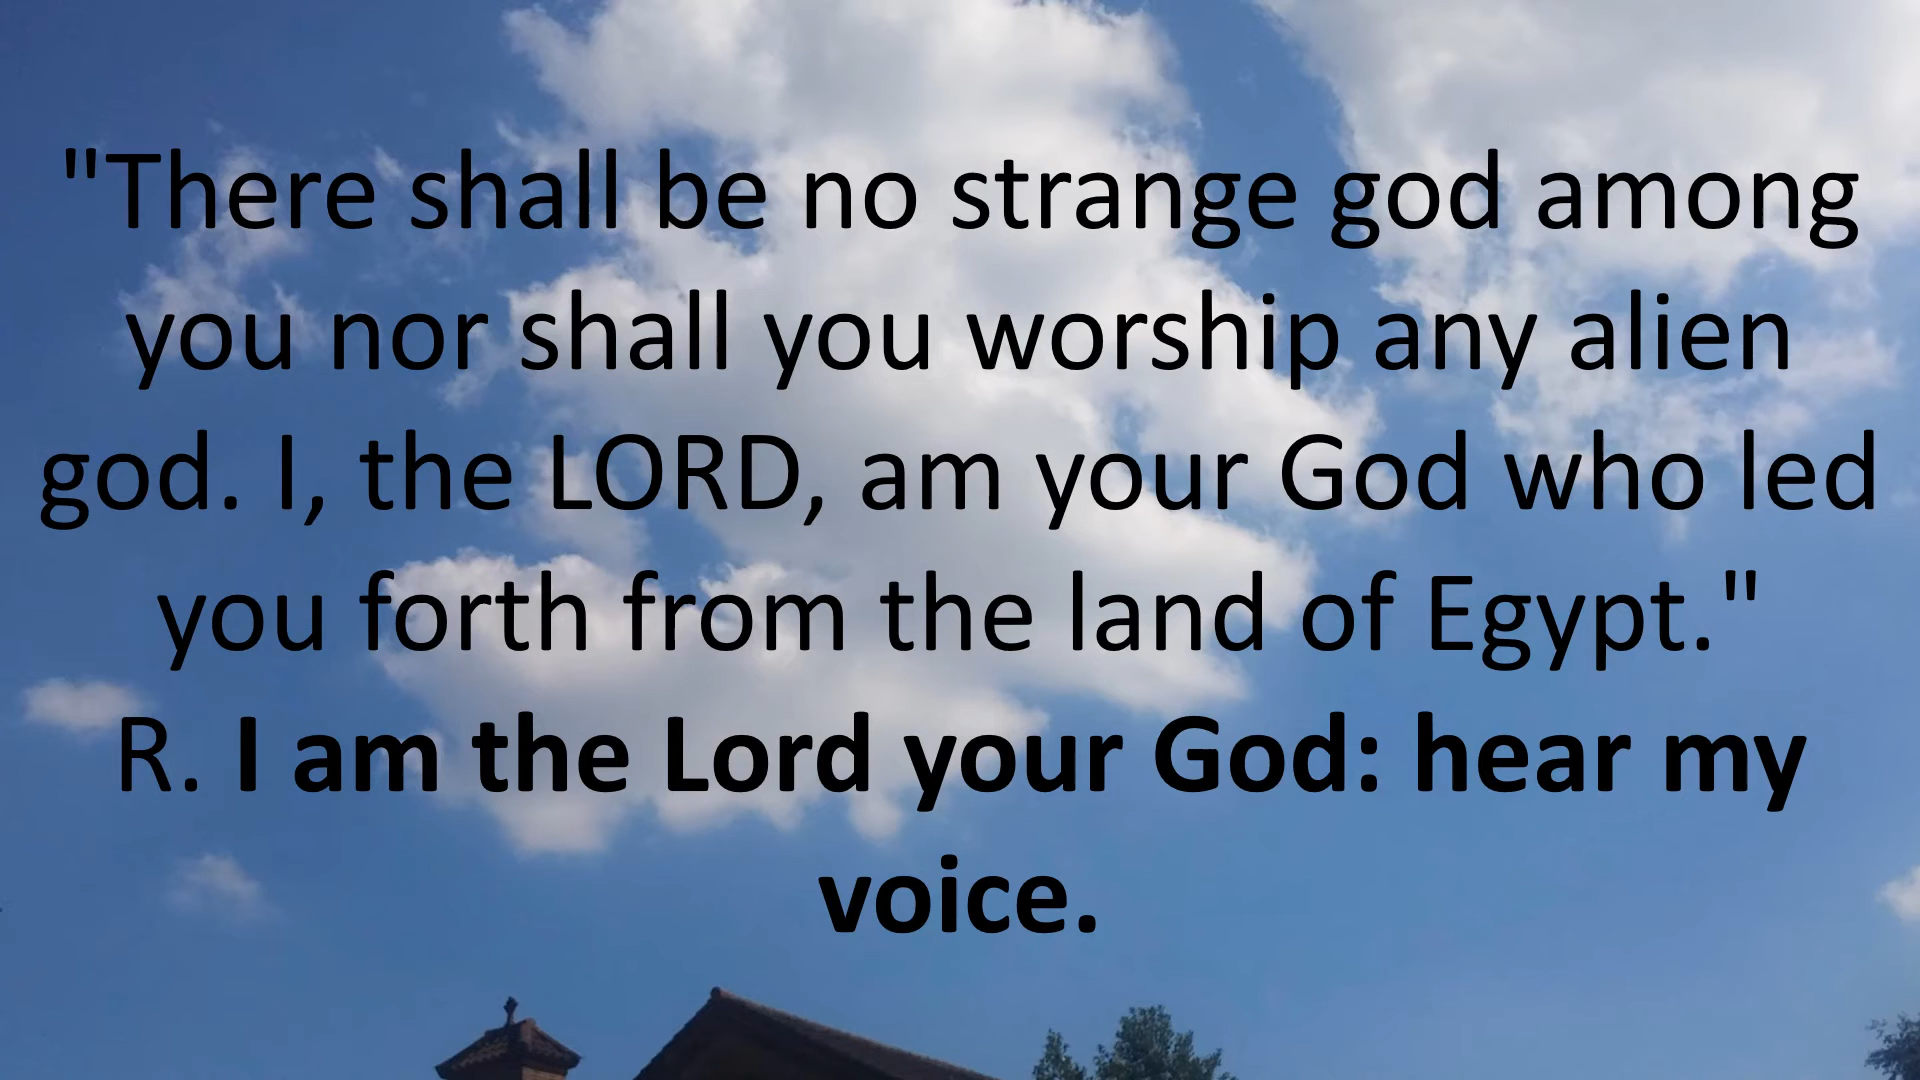 "There shall be no strange god among
you nor shall you worship any alien
god. I, the LORD, am your God who led
you forth from the land of Egypt."
R. I am the Lord your God: hear my
voice.